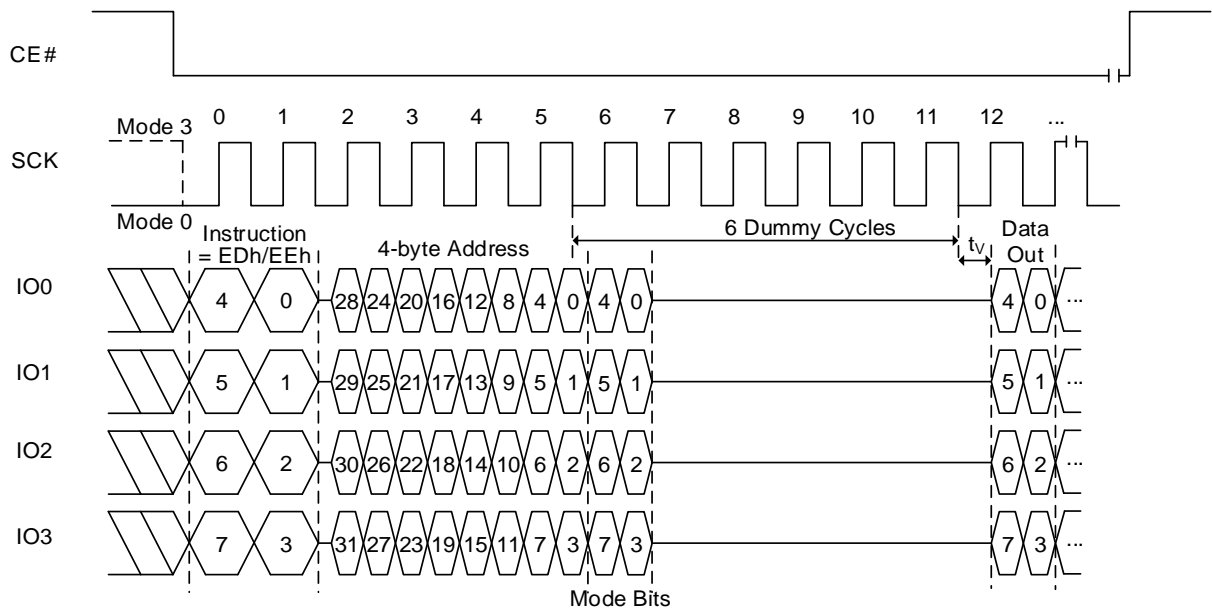 CE#
0 1 2 3 4 5 6 7 8 9 10 11 12 ...
Mode 3
SCK
Mode 0
6 Dummy Cycles
Instruction
= EDh/EEh
4-byte Address
tV
Data
Out
IO0 4 0 28 24 20 16 12 8 4 0 4 0 4 0 ...
IO1 5 1 29 25 21 17 13 9 5 1 5 1 5 1 ...
IO2 6 2 30 26 22 18 14 10 6 2 6 2 6 2 ...
IO3 7 3 31 27 23 19 15 11 7 3 7 3 7 3 ...
Mode Bits